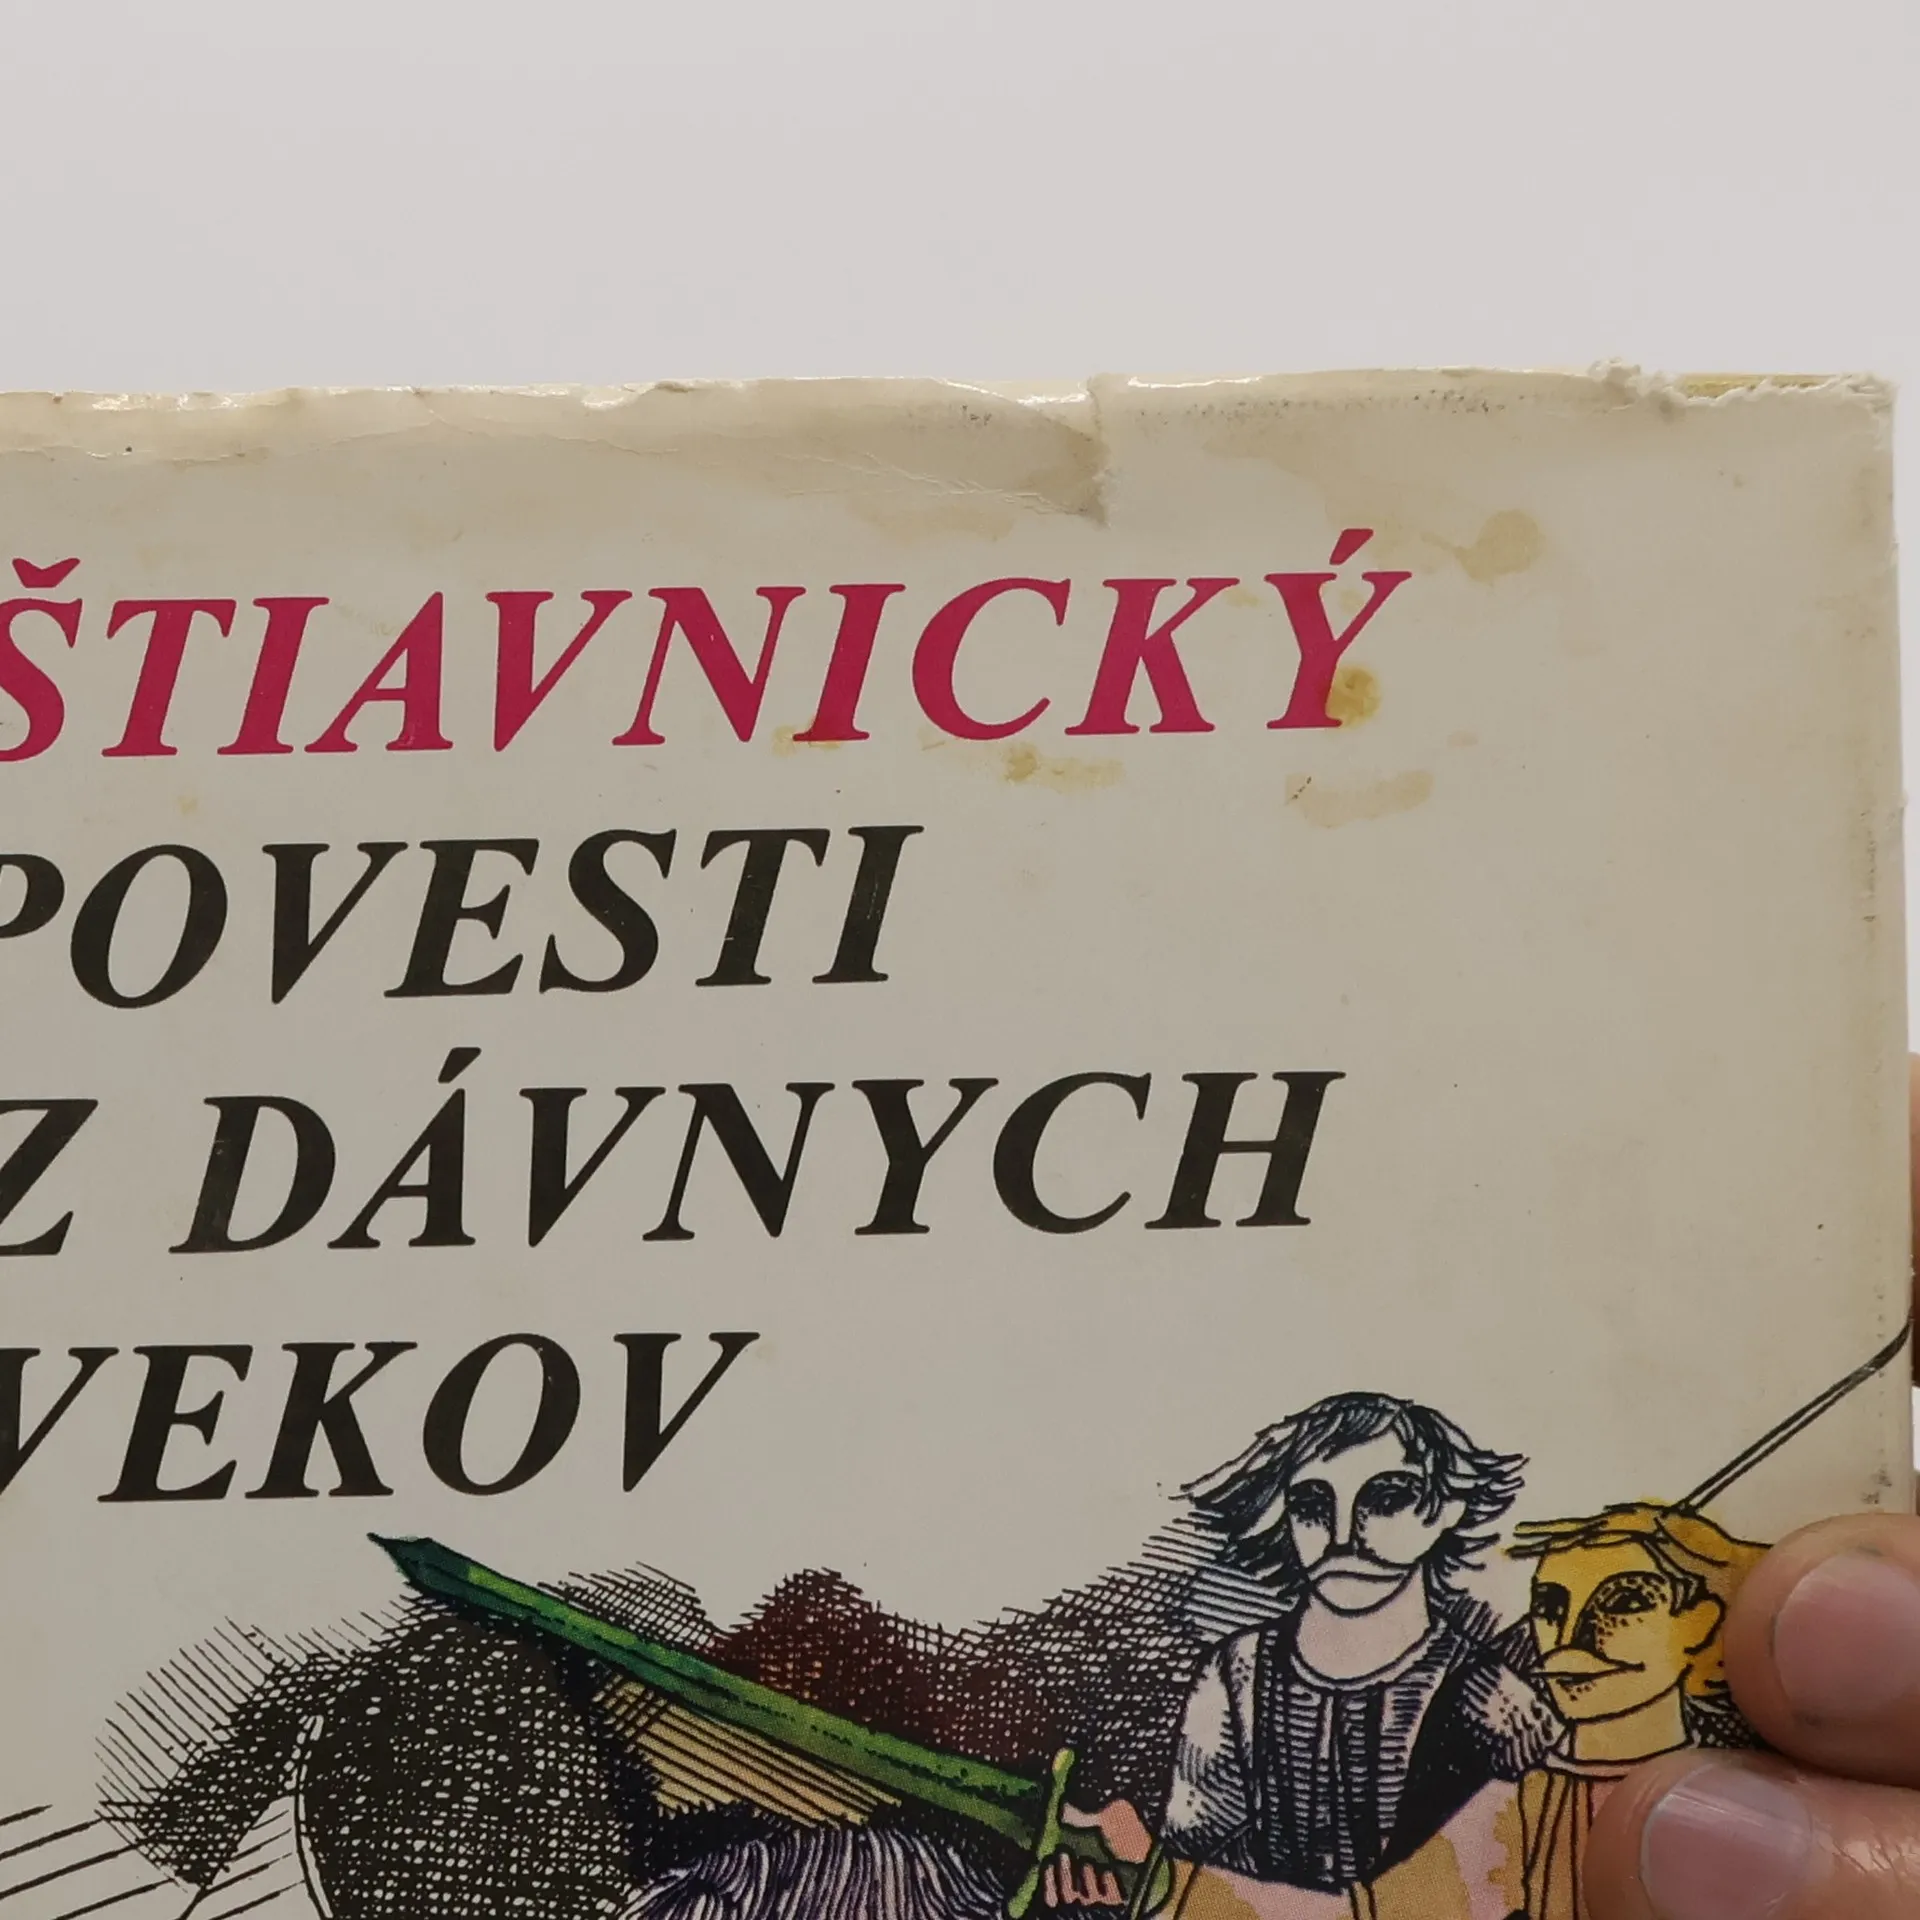 ŠTIAVNICKÝ
POVESTI
Z DÁVNYCH
VEKOV